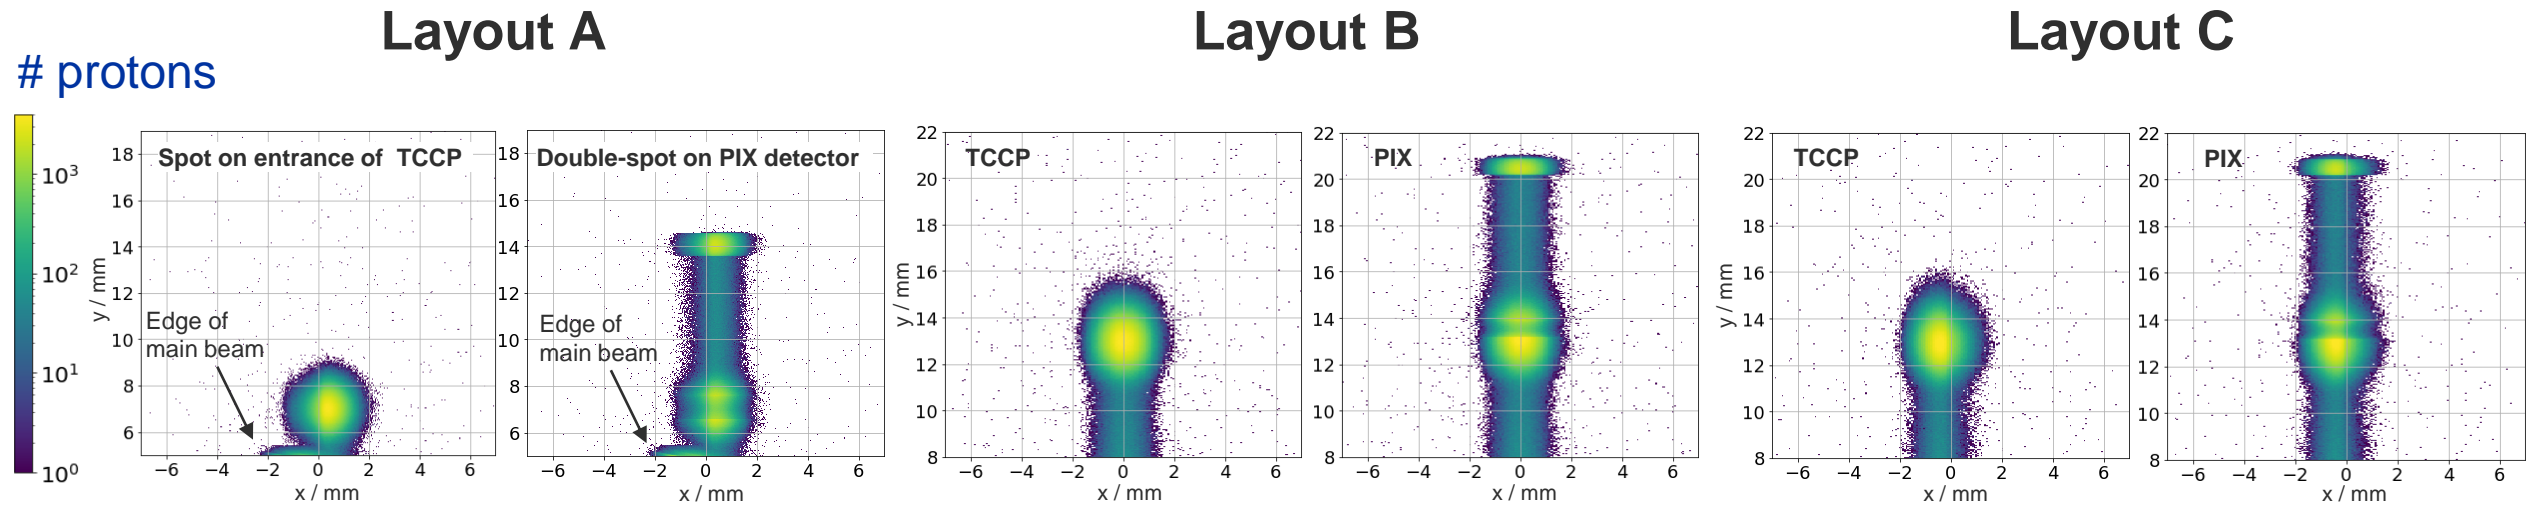 Layout A
Layout B
Layout C
# protons
10³
10²
10¹
10⁰
Spot on entrance of TCCP
Edge of
main beam
18
16
14
12
10
8
6
y / mm
−6 −4 −2 0 2 4 6
x / mm
Double-spot on PIX detector
Edge of
main beam
18
16
14
12
10
8
6
−6 −4 −2 0 2 4 6
x / mm
TCCP
22
20
18
16
14
12
10
8
y / mm
−6 −4 −2 0 2 4 6
x / mm
PIX
22
20
18
16
14
12
10
8
−6 −4 −2 0 2 4 6
x / mm
TCCP
22
20
18
16
14
12
10
8
y / mm
−6 −4 −2 0 2 4 6
x / mm
PIX
22
20
18
16
14
12
10
8
−6 −4 −2 0 2 4 6
x / mm